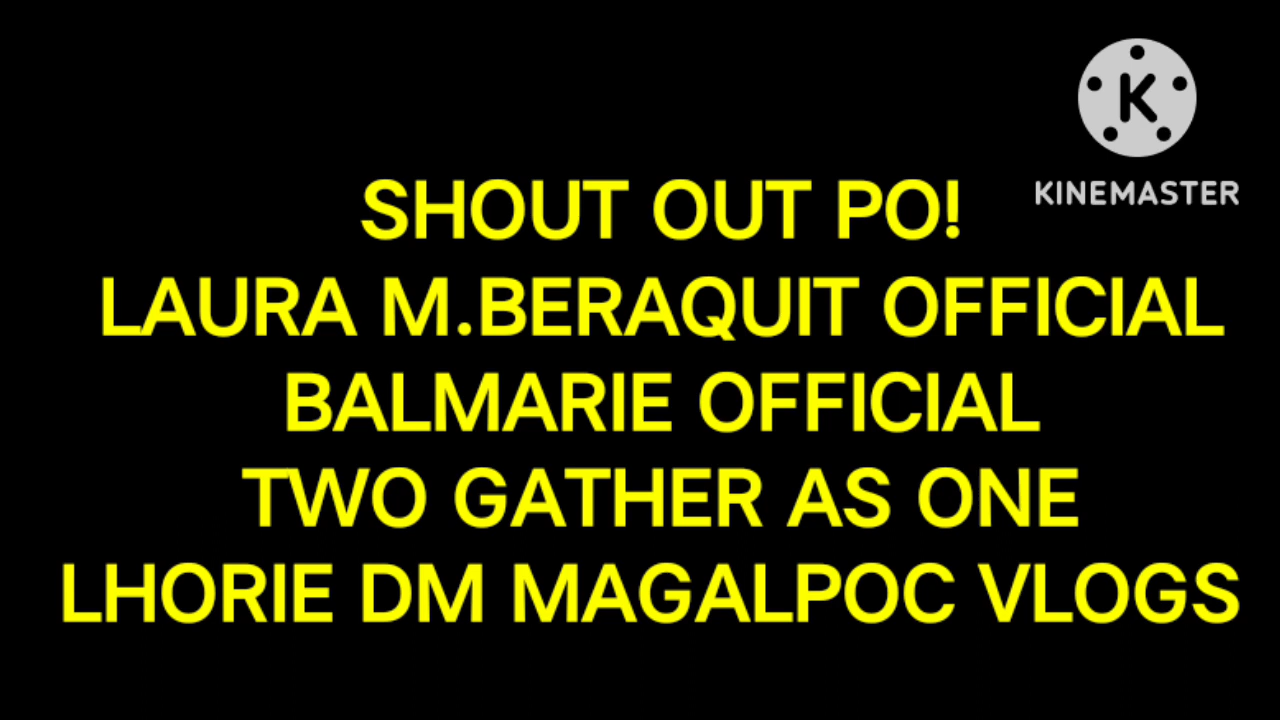 KINEMASTER
SHOUT OUT PO!
LAURA M.BERAQUIT OFFICIAL
BALMARIE OFFICIAL
TWO GATHER AS ONE
LHORIE DM MAGALPOC VLOGS